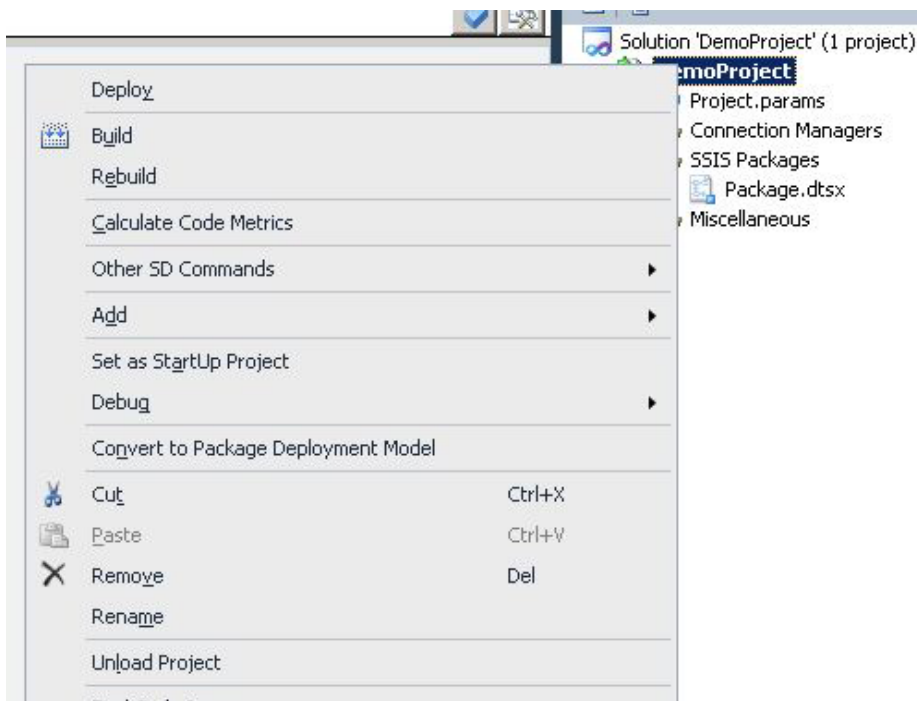 Deploy
Build
Rebuild
Calculate Code Metrics
Other SD Commands
Add
Set as StartUp Project
Debug
Convert to Package Deployment Model
Cut Ctrl+X
Paste Ctrl+V
Remove Del
Rename
Unload Project
Solution 'DemoProject' (1 project)
emoProject
Project.params
Connection Managers
SSIS Packages
Package.dtsx
Miscellaneous